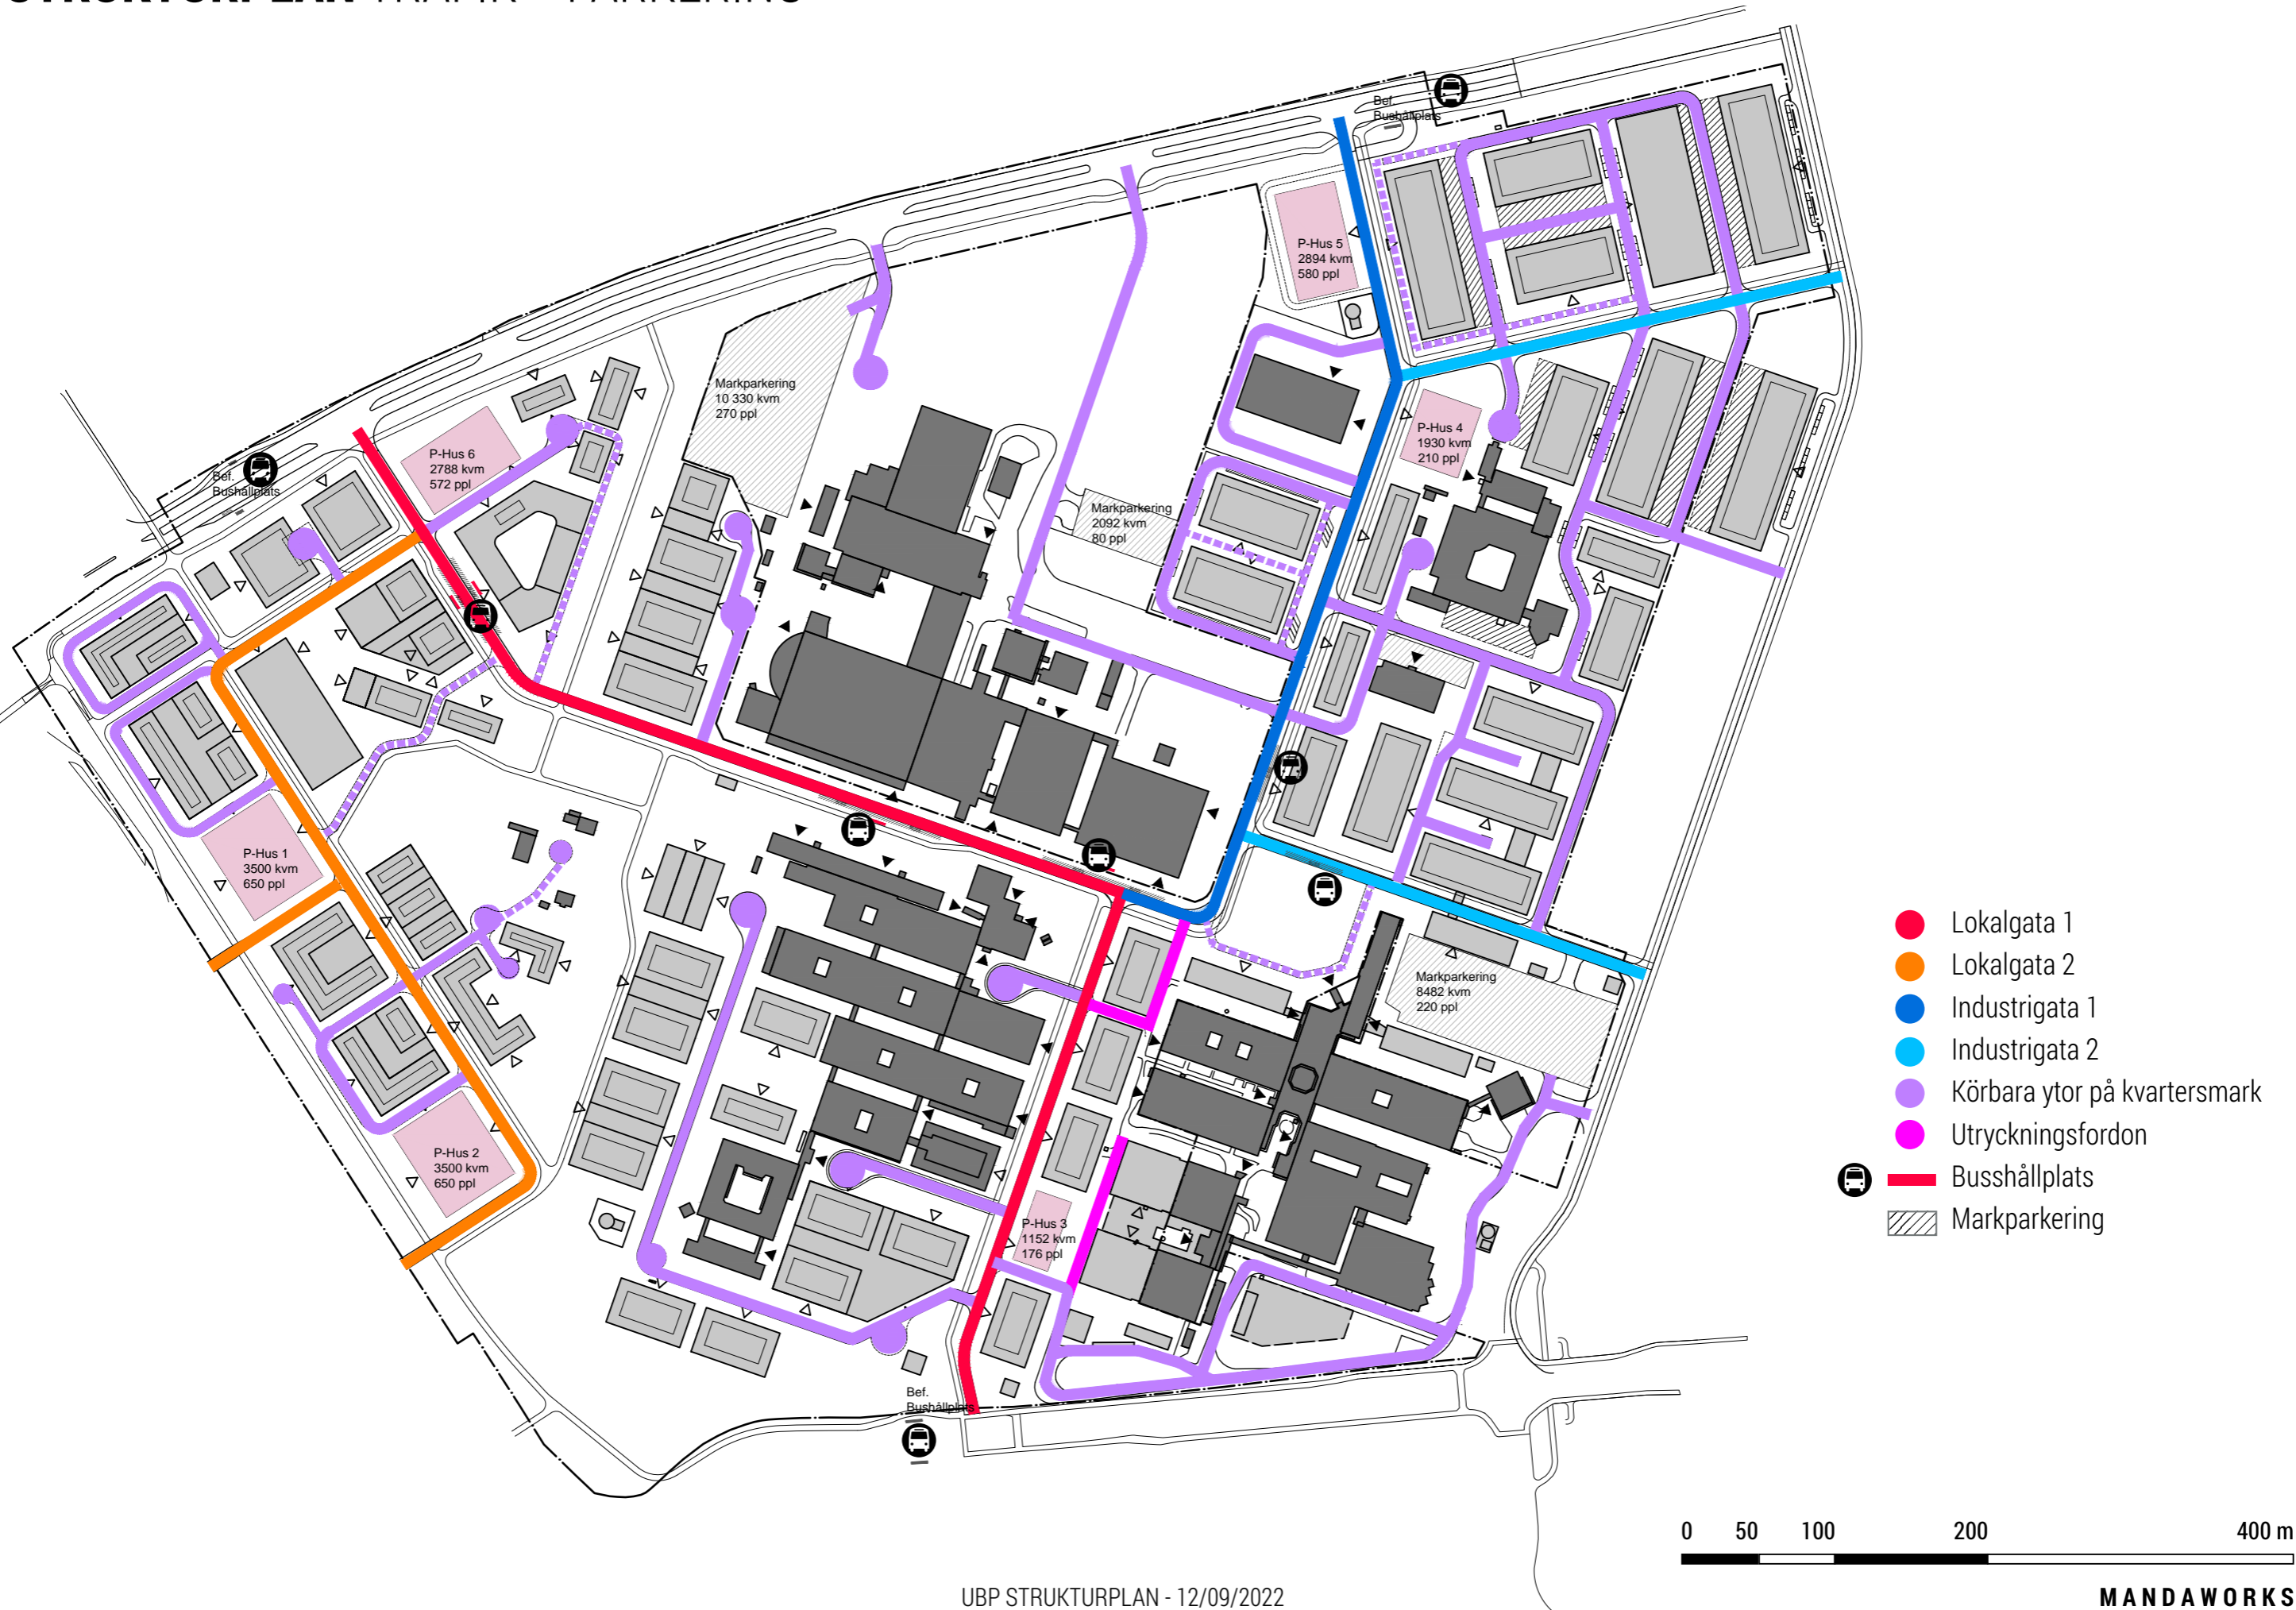 STRUKTURPLAN TRAFIK + PARKERING
Bef.
Bushållplats
P-Hus 5
2894 kvm
580 ppl
Markparkering
10 330 kvm
270 ppl
P-Hus 4
1930 kvm
210 ppl
P-Hus 6
2788 kvm
572 ppl
Bef.
Bushållplats
Markparkering
2092 kvm
80 ppl
P-Hus 1
3500 kvm
650 ppl
Markparkering
8482 kvm
220 ppl
P-Hus 2
3500 kvm
650 ppl
P-Hus 3
1152 kvm
176 ppl
Bef.
Bushållplats
Lokalgata 1
Lokalgata 2
Industrigata 1
Industrigata 2
Körbara ytor på kvartersmark
Utryckningsfordon
Busshållplats
Markparkering
0 50 100 200 400 m
UBP STRUKTURPLAN - 12/09/2022
MANDAWORKS